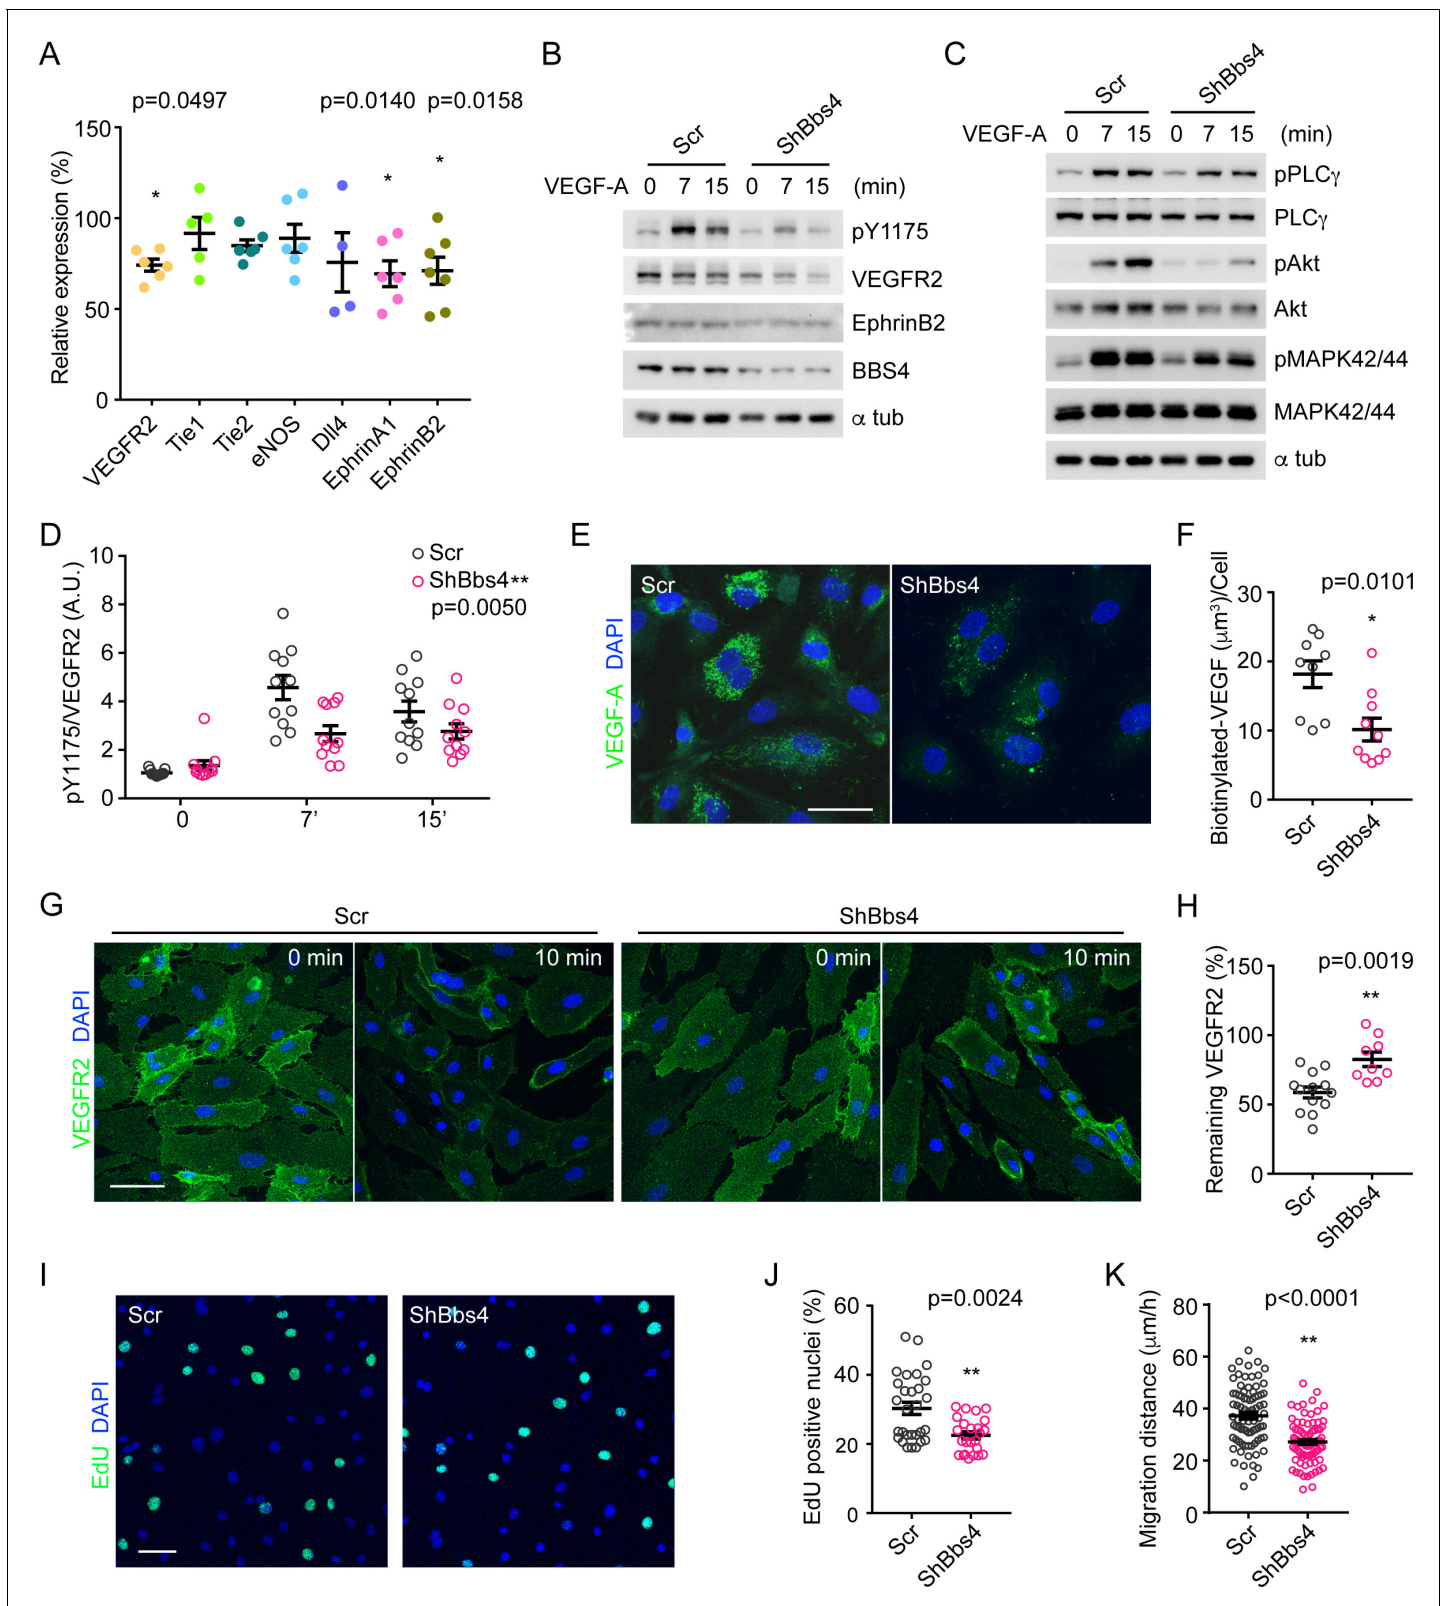 A
p=0.0497
p=0.0140
p=0.0158
Relative expression (%)
150
100
50
0
*
*
*
VEGFR2
Tie1
Tie2
eNOS
Dll4
EphrinA1
EphrinB2
B
Scr
ShBbs4
VEGF-A 0 7 15 0 7 15 (min)
pY1175
VEGFR2
EphrinB2
BBS4
α tub
C
Scr
ShBbs4
VEGF-A 0 7 15 0 7 15 (min)
pPLCγ
PLCγ
pAkt
Akt
pMAPK42/44
MAPK42/44
α tub
D
pY1175/VEGFR2 (A.U.)
10
8
6
4
2
0
Scr
ShBbs4**
p=0.0050
0 7’ 15’
E
VEGF-A DAPI
Scr
ShBbs4
F
Biotinylated-VEGF (μm³)/Cell
p=0.0101
*
30
20
10
0
Scr
ShBbs4
G
Scr
ShBbs4
VEGFR2 DAPI
0 min
10 min
0 min
10 min
H
Remaining VEGFR2 (%)
p=0.0019
**
150
100
50
0
Scr
ShBbs4
I
EdU DAPI
Scr
ShBbs4
J
EdU positive nuclei (%)
p=0.0024
**
60
40
20
0
Scr
ShBbs4
K
Migration distance (μm/h)
p<0.0001
**
80
60
40
20
0
Scr
ShBbs4